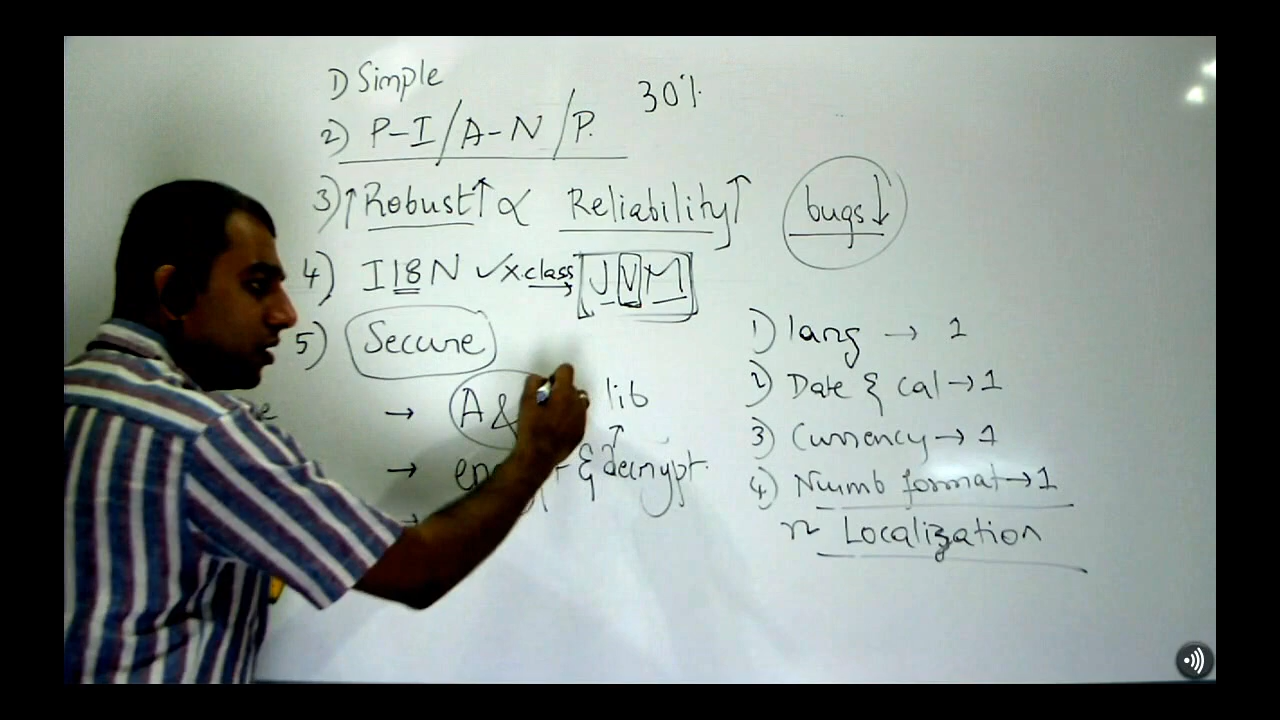 1) Simple
30%
2) P-I/A-N/P.
3) ↑Robust↑ ∝ Reliability↑
bugs↓
4) I18N ✓x.class JVM
5) Secure
→ A& lib
→ & decrypt.
1) lang → 1
2) Date & cal → 1
3) Currency → 1
4) Numb format → 1
n Localization